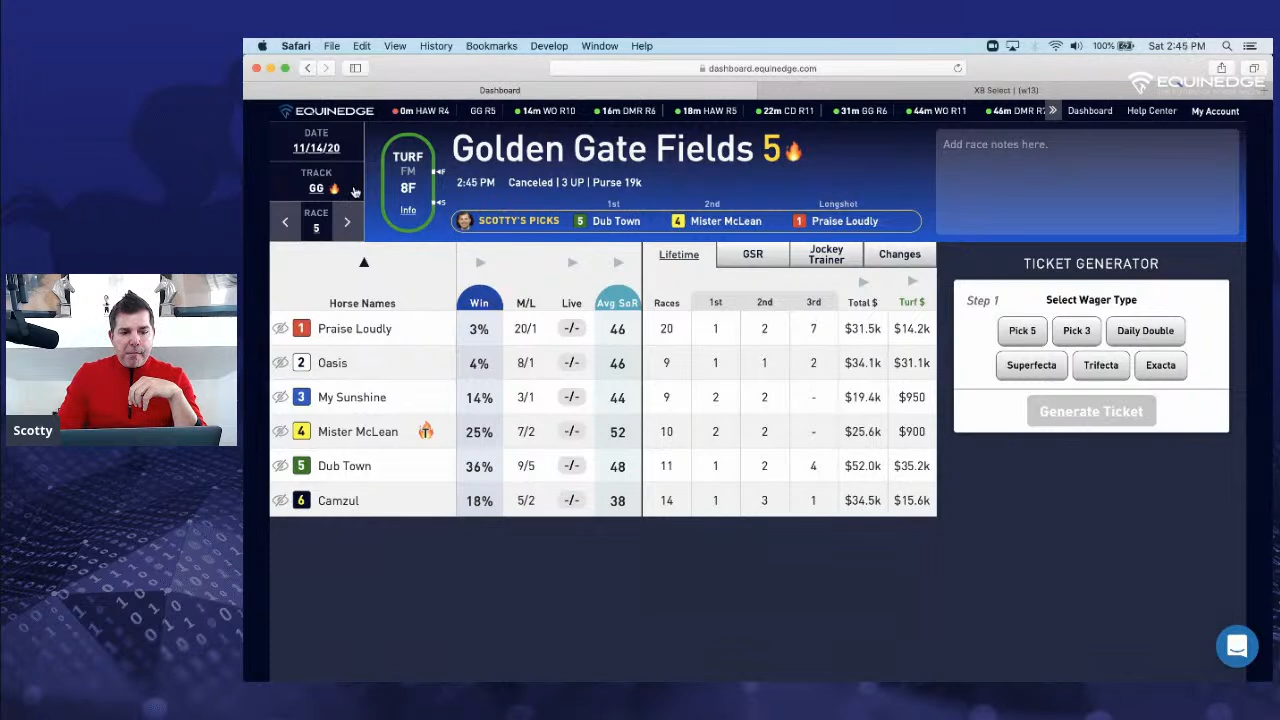 Safari File Edit View History Bookmarks Develop Window Help 100% Sat 2:45 PM
dashboard.equinedge.com
Dashboard XB Select | (w13)
EQUINEDGE
EQUINEDGE 0m HAW R4 GG R5 14m WO R10 16m DMR R6 18m HAW R5 22m CD R11 31m GG R6 44m WO R11 46m DMR R7 Dashboard Help Center My Account
DATE
11/14/20
TRACK
GG
RACE
5
TURF
FM
8F
Info
F
S
Golden Gate Fields 5
2:45 PM Canceled | 3 UP | Purse 19k
1st 2nd Longshot
SCOTTY'S PICKS 5 Dub Town 4 Mister McLean 1 Praise Loudly
Add race notes here.
Lifetime GSR Jockey Trainer Changes
Horse Names Win M/L Live Avg SoR Races 1st 2nd 3rd Total $ Turf $
1 Praise Loudly 3% 20/1 -/- 46 20 1 2 7 $31.5k $14.2k
2 Oasis 4% 8/1 -/- 46 9 1 1 2 $34.1k $31.1k
3 My Sunshine 14% 3/1 -/- 44 9 2 2 - $19.4k $950
4 Mister McLean T 25% 7/2 -/- 52 10 2 2 - $25.6k $900
5 Dub Town 36% 9/5 -/- 48 11 1 2 4 $52.0k $35.2k
6 Camzul 18% 5/2 -/- 38 14 1 3 1 $34.5k $15.6k
TICKET GENERATOR
Step 1 Select Wager Type
Pick 5 Pick 3 Daily Double
Superfecta Trifecta Exacta
Generate Ticket
Scotty